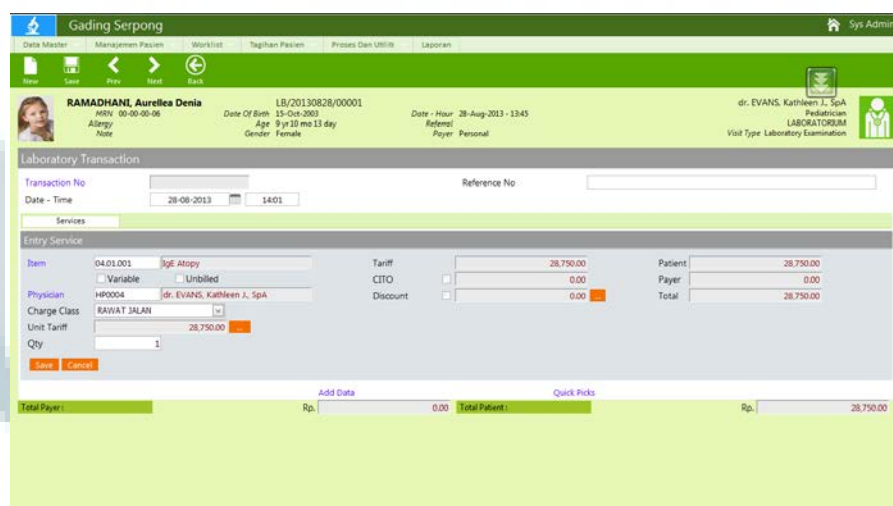 Gading Serpong Sys Admin
Data Master Manajemen Pasien Worklist Tagihan Pasien Proses Dan Utiliti Laporan
New Save Prev Next Back
RAMADHANI, Aurellea Denia LB/20130828/00001 dr. EVANS, Kathleen J., SpA
MRN 00-00-00-06 Date Of Birth 15-Oct-2003 Date - Hour 28-Aug-2013 - 13:45 Pediatrician
Allergy Age 9 yr 10 mo 13 day Referral LABORATORIUM
Note Gender Female Payer Personal Visit Type Laboratory Examination
Laboratory Transaction
Transaction No Reference No
Date - Time 28-08-2013 14:01
Services
Entry Service
Item 04.01.001 IgE Atopy Tariff 28,750.00 Patient 28,750.00
Variable Unbilled CITO 0.00 Payer 0.00
Physician HP0004 dr. EVANS, Kathleen J., SpA Discount 0.00 ... Total 28,750.00
Charge Class RAWAT JALAN
Unit Tariff 28,750.00 ...
Qty 1
Save Cancel
Add Data Quick Picks
Total Payer : Rp. 0.00 Total Patient : Rp. 28,750.00